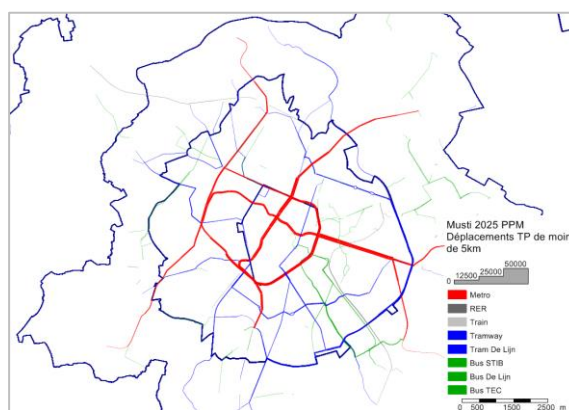 Musti 2025 PPM
Déplacements TP de moin
de 5km
50000
25000
12500
0
Metro
RER
Train
Tramway
Tram De Lijn
Bus STIB
Bus De Lijn
Bus TEC
0 500 1500 2500 m